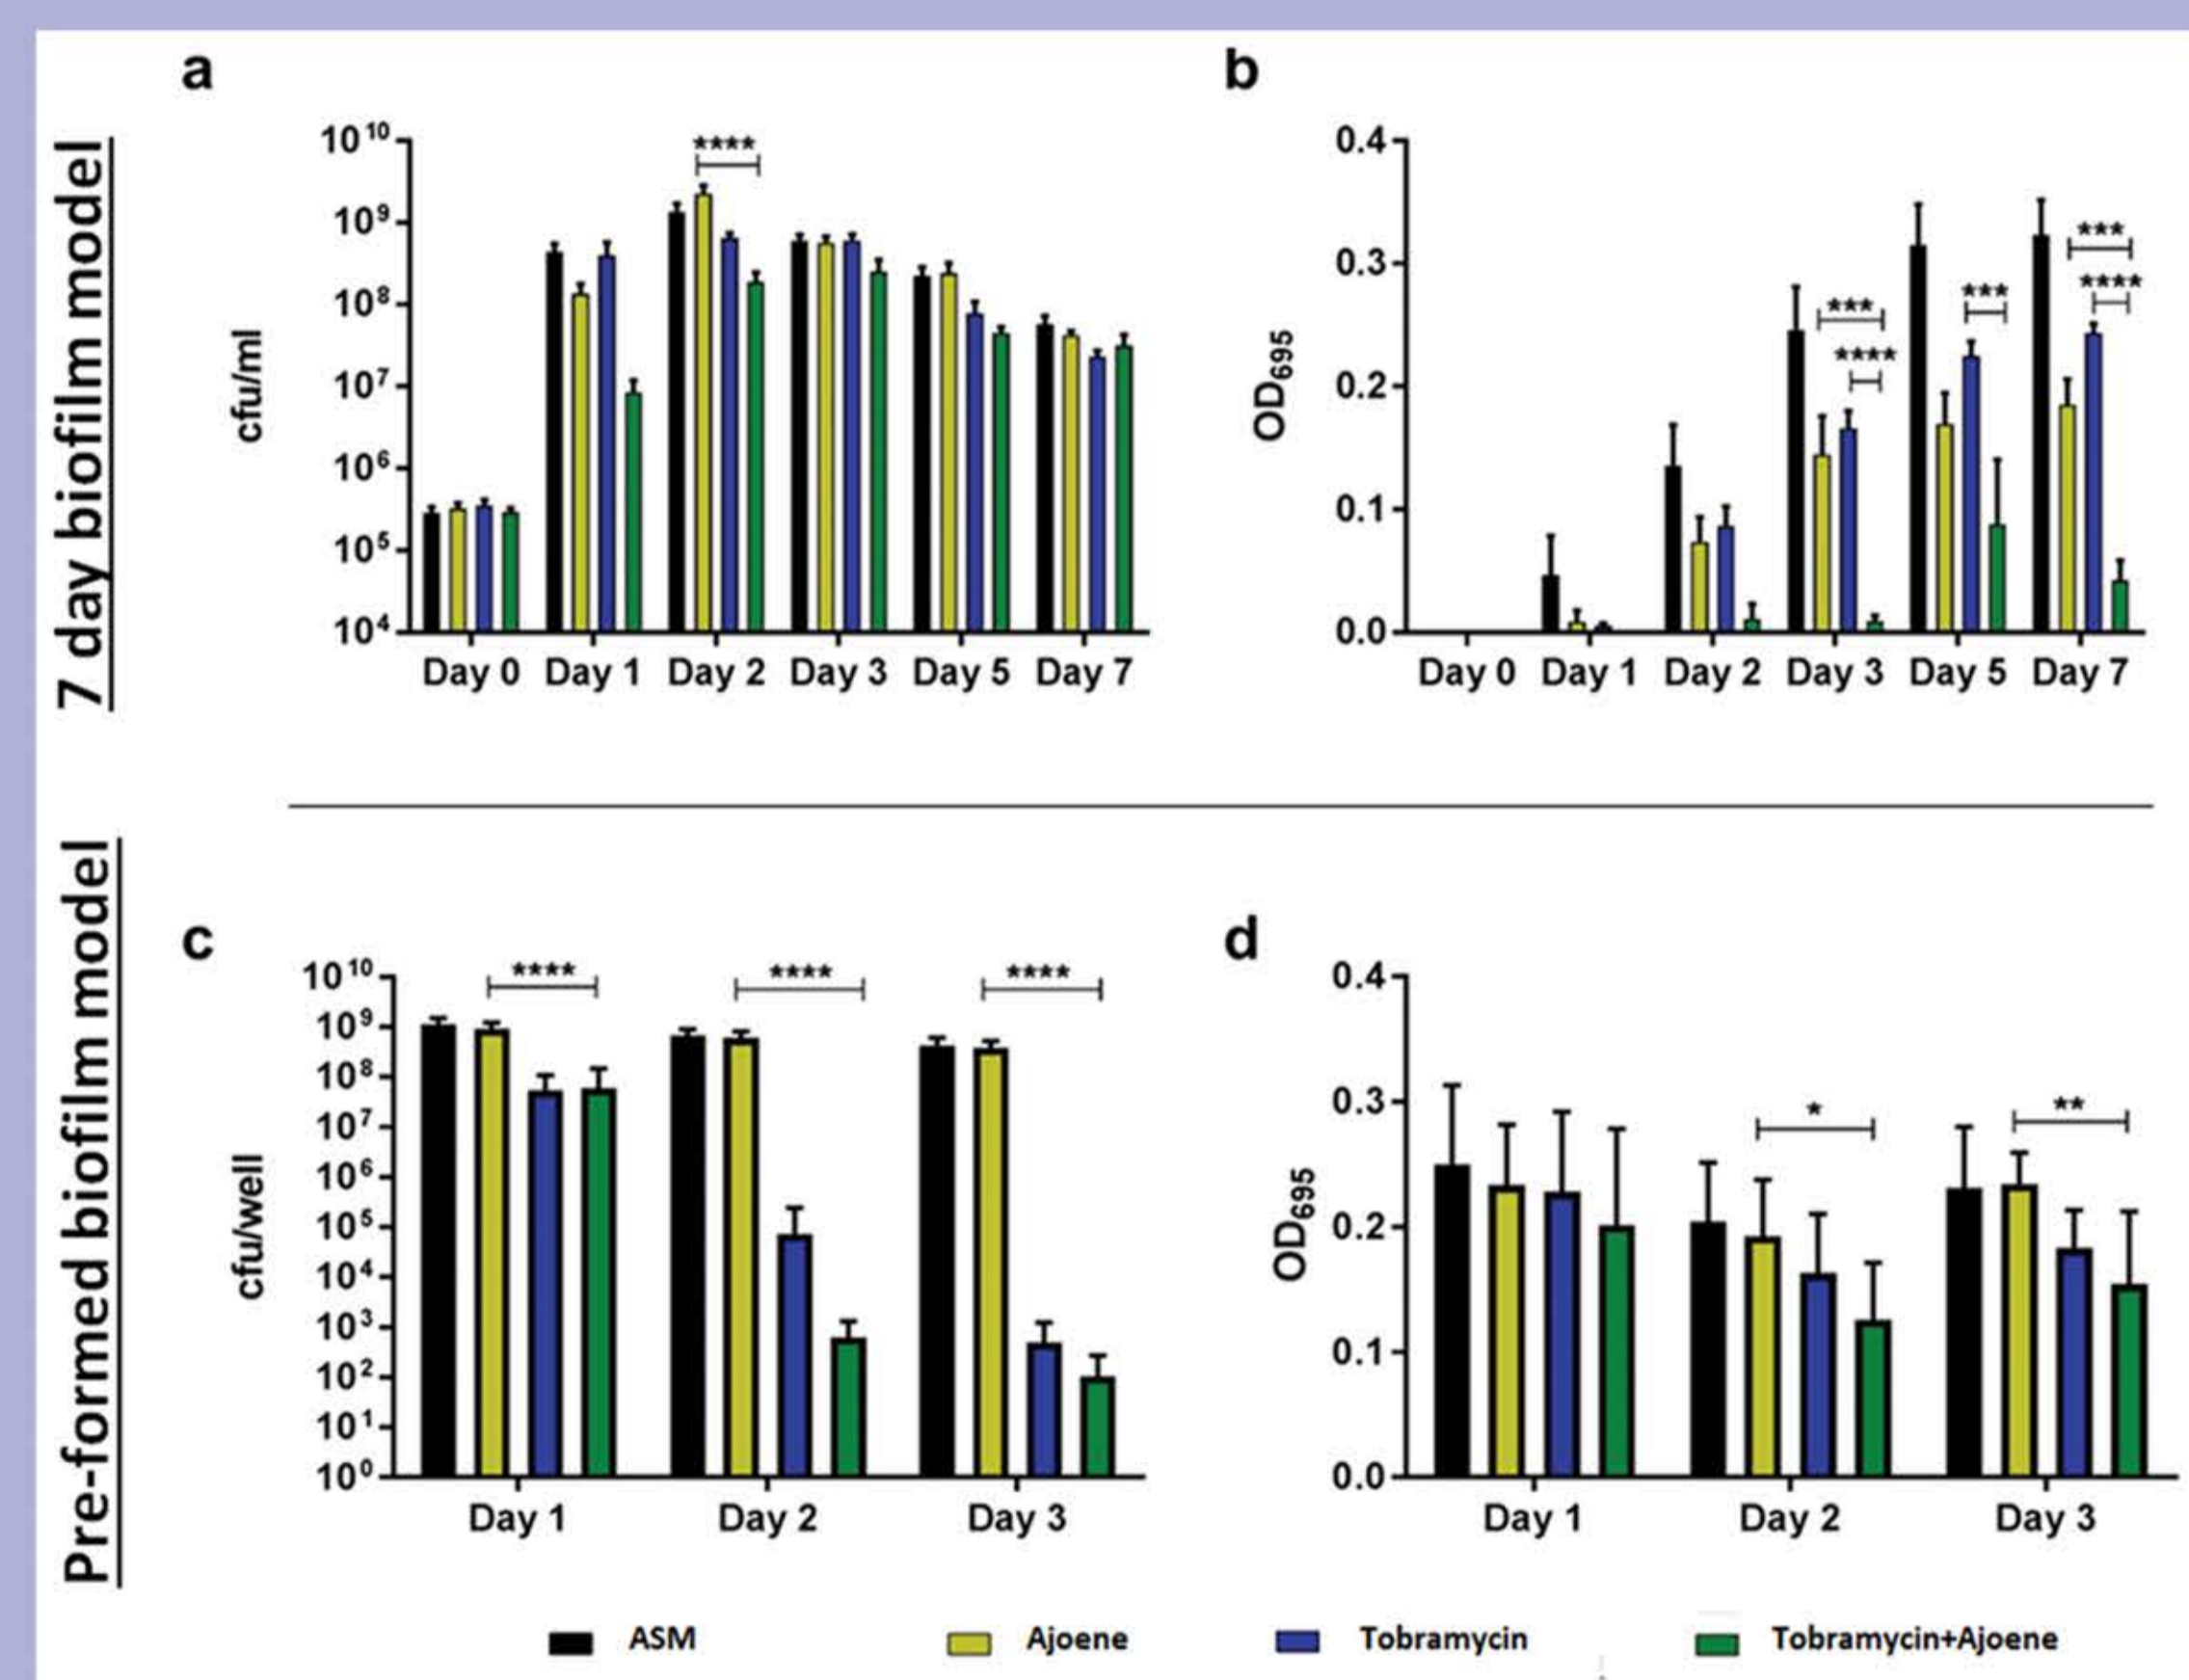 7 day biofilm model
a
cfu/ml
10^10
10^9
10^8
10^7
10^6
10^5
10^4
****
Day 0 Day 1 Day 2 Day 3 Day 5 Day 7
b
OD695
0.4
0.3
0.2
0.1
0.0
***
****
***
***
****
Day 0 Day 1 Day 2 Day 3 Day 5 Day 7
Pre-formed biofilm model
c
cfu/well
10^10
10^9
10^8
10^7
10^6
10^5
10^4
10^3
10^2
10^1
10^0
****
****
****
Day 1 Day 2 Day 3
d
OD695
0.4
0.3
0.2
0.1
0.0
*
**
Day 1 Day 2 Day 3
ASM Ajoene Tobramycin Tobramycin+Ajoene